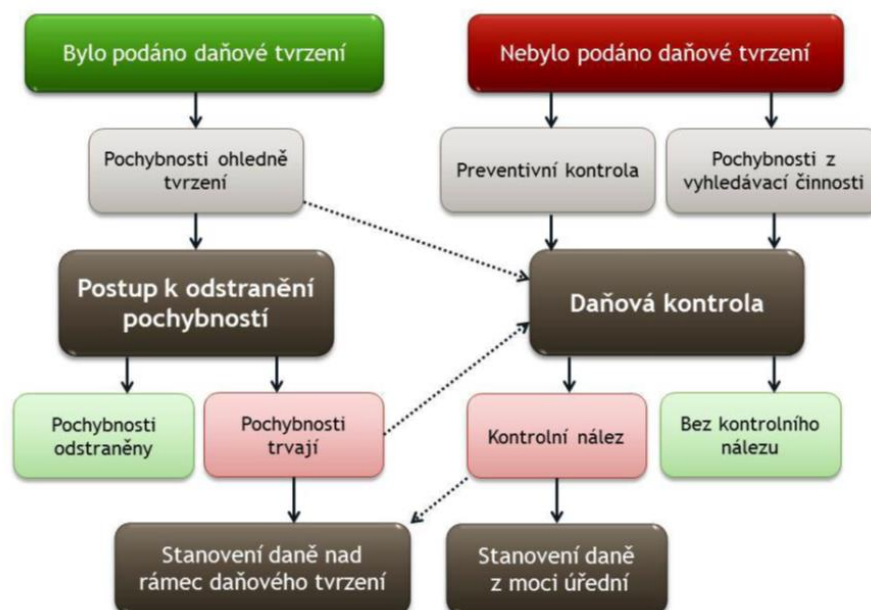 Bylo podáno daňové tvrzení
Nebylo podáno daňové tvrzení
Pochybnosti ohledně
tvrzení
Preventivní kontrola
Pochybnosti z
vyhledávací činnosti
Postup k odstranění
pochybností
Daňová kontrola
Pochybnosti
odstraněny
Pochybnosti
trvají
Kontrolní nález
Bez kontrolního
nálezu
Stanovení daně nad
rámec daňového tvrzení
Stanovení daně
z moci úřední